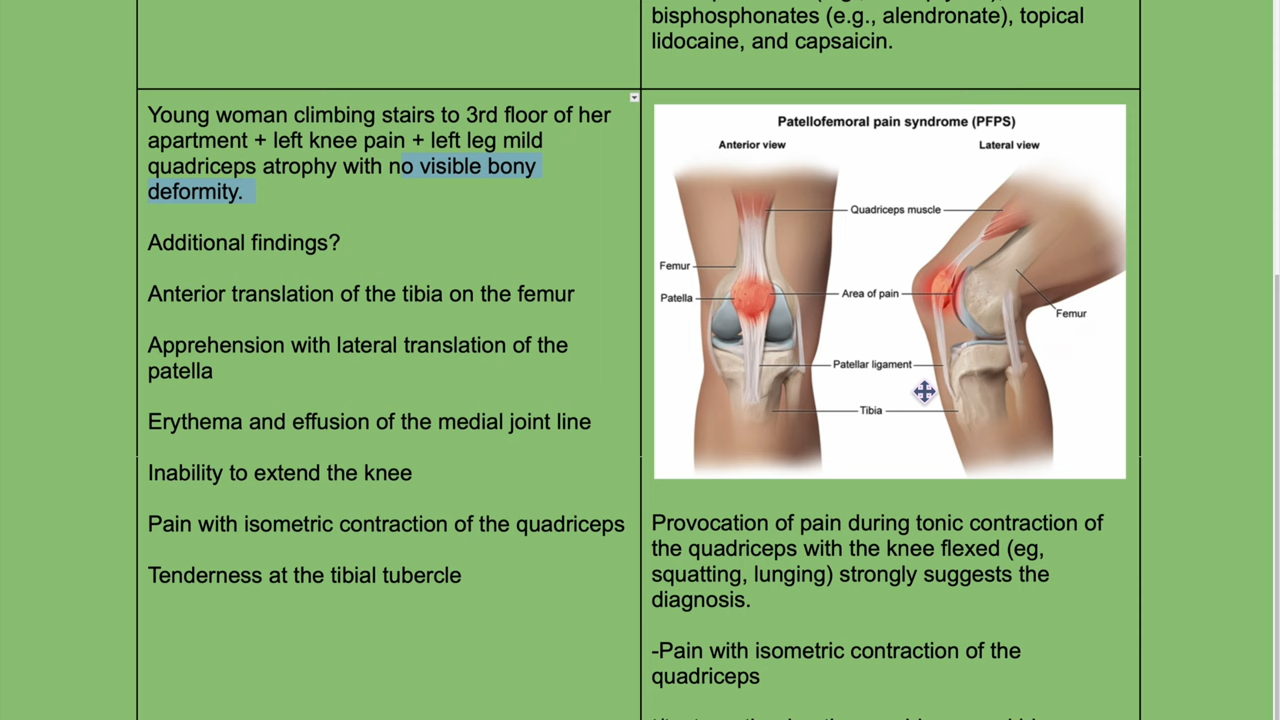 bisphosphonates (e.g., alendronate), topical
lidocaine, and capsaicin.
Young woman climbing stairs to 3rd floor of her
apartment + left knee pain + left leg mild
quadriceps atrophy with no visible bony
deformity.
Additional findings?
Anterior translation of the tibia on the femur
Apprehension with lateral translation of the
patella
Erythema and effusion of the medial joint line
Inability to extend the knee
Pain with isometric contraction of the quadriceps
Tenderness at the tibial tubercle
Patellofemoral pain syndrome (PFPS)
Anterior view
Lateral view
Quadriceps muscle
Femur
Patella
Area of pain
Femur
Patellar ligament
Tibia
Provocation of pain during tonic contraction of
the quadriceps with the knee flexed (eg,
squatting, lunging) strongly suggests the
diagnosis.
-Pain with isometric contraction of the
quadriceps